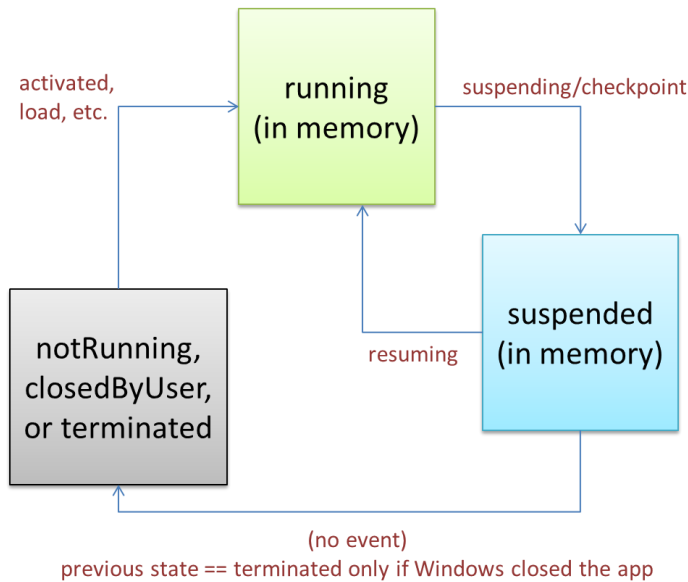 activated,
load, etc.
running
(in memory)
suspending/checkpoint
suspended
(in memory)
resuming
notRunning,
closedByUser,
or terminated
(no event)
previous state == terminated only if Windows closed the app